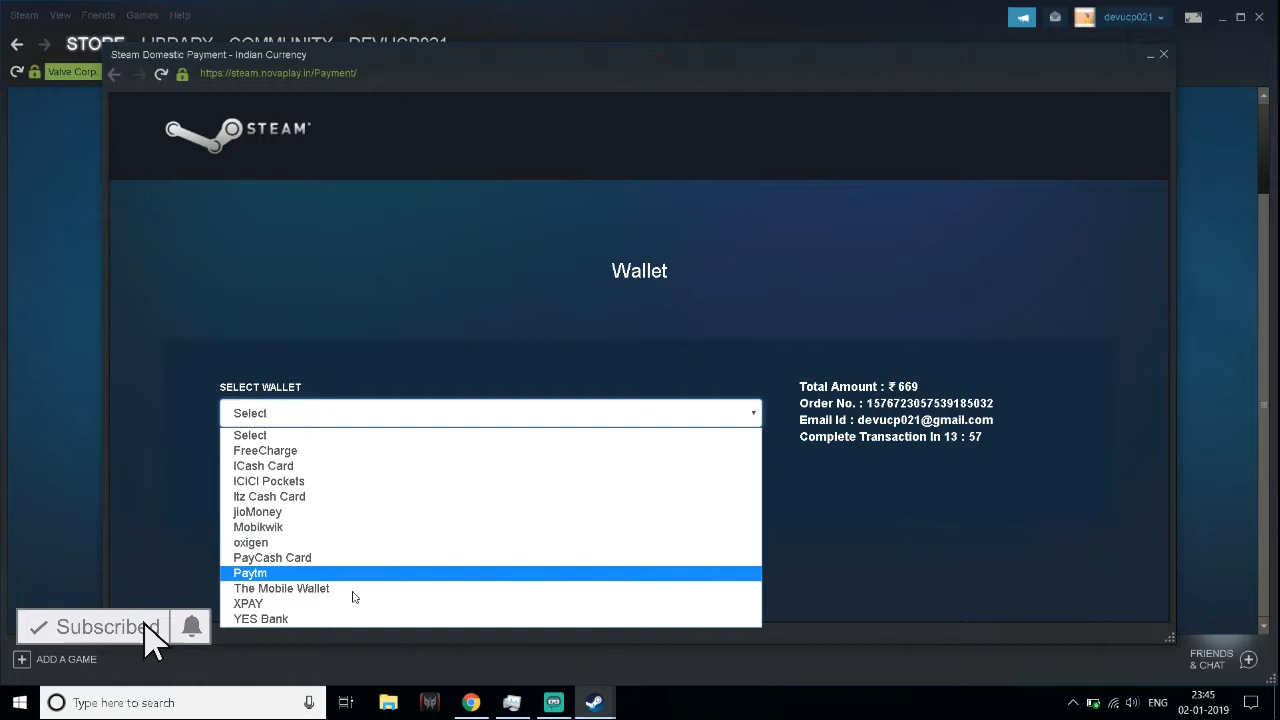 Steam View Friends Games Help
devucp021
STORE LIBRARY COMMUNITY DEVUCP021
Steam Domestic Payment - Indian Currency
Valve Corp.
https://steam.novaplay.in/Payment/
STEAM®
Wallet
SELECT WALLET
Select
Select
FreeCharge
ICash Card
ICICI Pockets
Itz Cash Card
jioMoney
Mobikwik
oxigen
PayCash Card
Paytm
The Mobile Wallet
XPAY
YES Bank
Total Amount : ₹ 669
Order No. : 1576723057539185032
Email Id : devucp021@gmail.com
Complete Transaction In 13 : 57
Subscribed
ADD A GAME
FRIENDS
& CHAT
Type here to search
ENG
23:45
02-01-2019